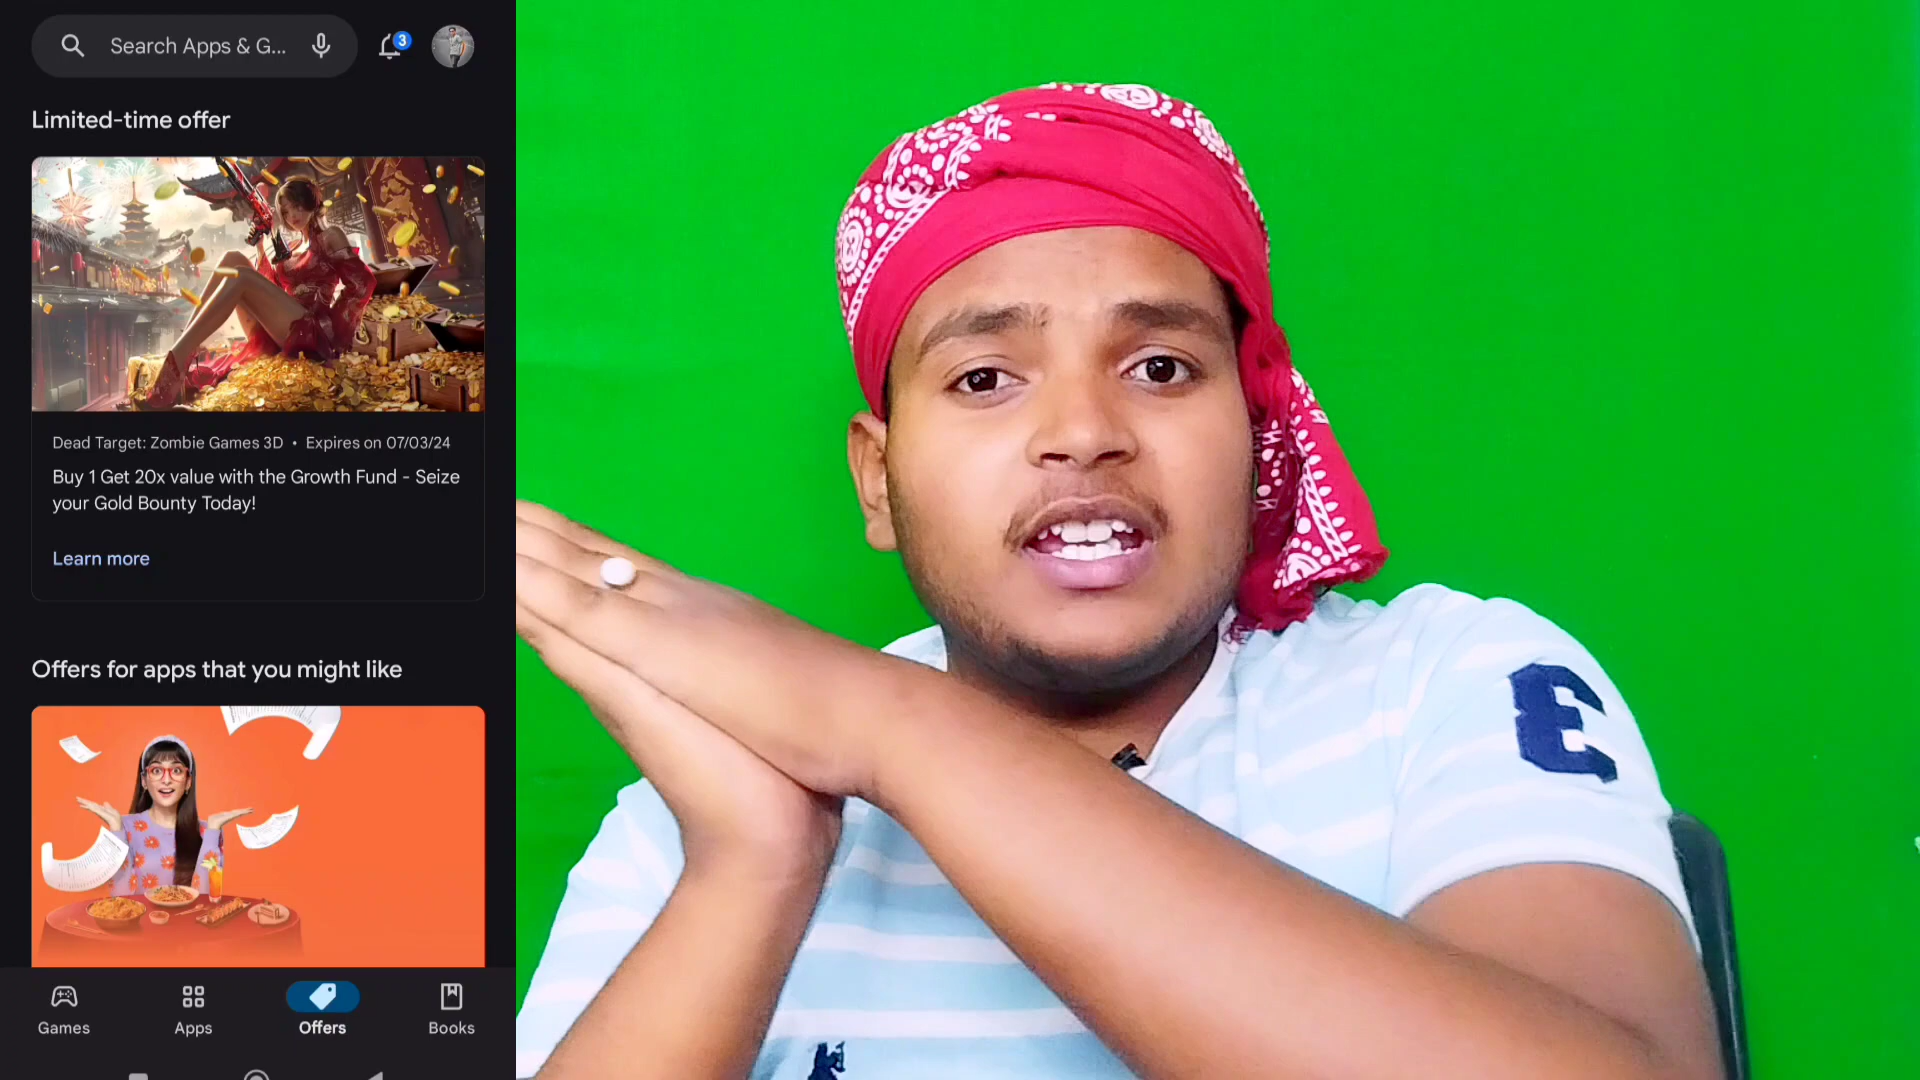 Search Apps & G...
3
Limited-time offer
Dead Target: Zombie Games 3D • Expires on 07/03/24
Buy 1 Get 20x value with the Growth Fund - Seize
your Gold Bounty Today!
Learn more
Offers for apps that you might like
Games
Apps
Offers
Books
3